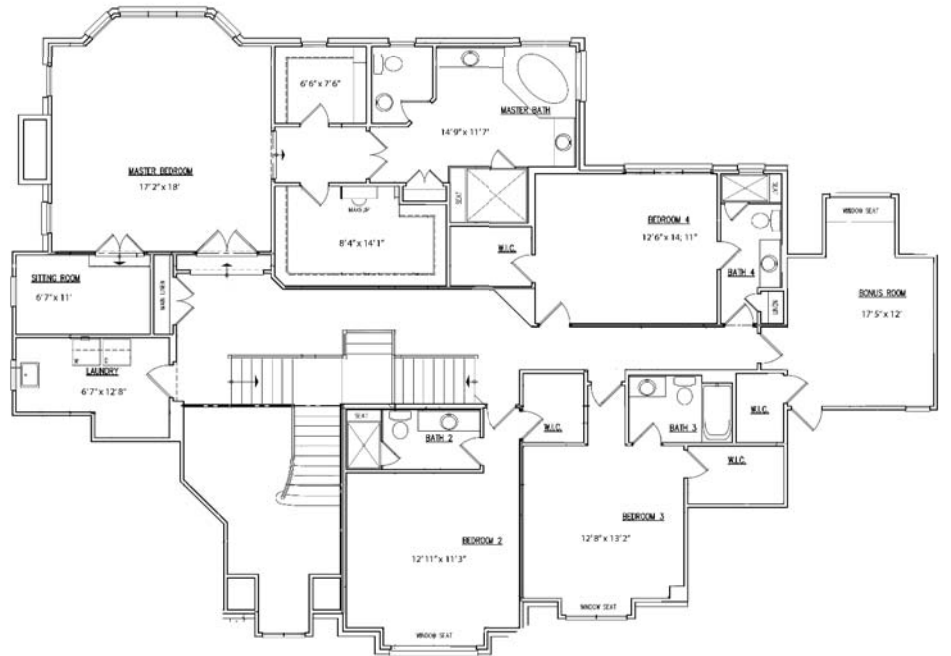 6'6" x 7'6"
MASTER BATH
14'9" x 11'7"
MASTER BEDROOM
17'2" x 18'
MAKEUP
SEAT
SEAT
BEDROOM 4
12'6" x 14; 11"
WINDOW SEAT
8'4" x 14'1"
W.I.C.
BATH 4
SITTING ROOM
6'7" x 11'
LINEN
LINEN
BONUS ROOM
17'5" x 12'
W
D
LAUNDRY
6'7" x 12'8"
SEAT
BATH 2
W.I.C.
BATH 3
W.I.C.
W.I.C.
BEDROOM 3
12'8" x 13'2"
BEDROOM 2
12'11" x 11'3"
WINDOW SEAT
WINDOW SEAT